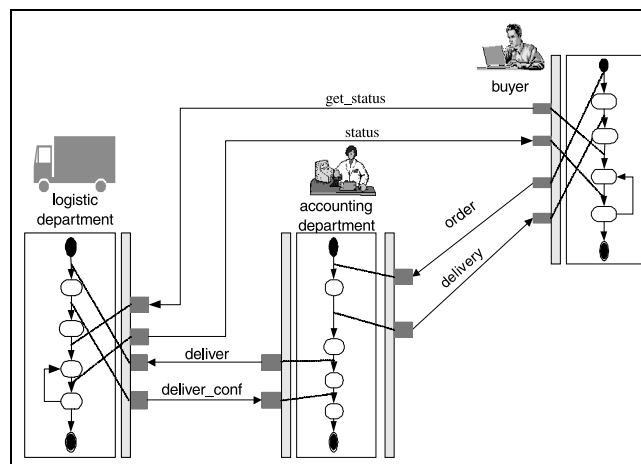 buyer
get_status
status
logistic
department
accounting
department
order
delivery
deliver
deliver_conf